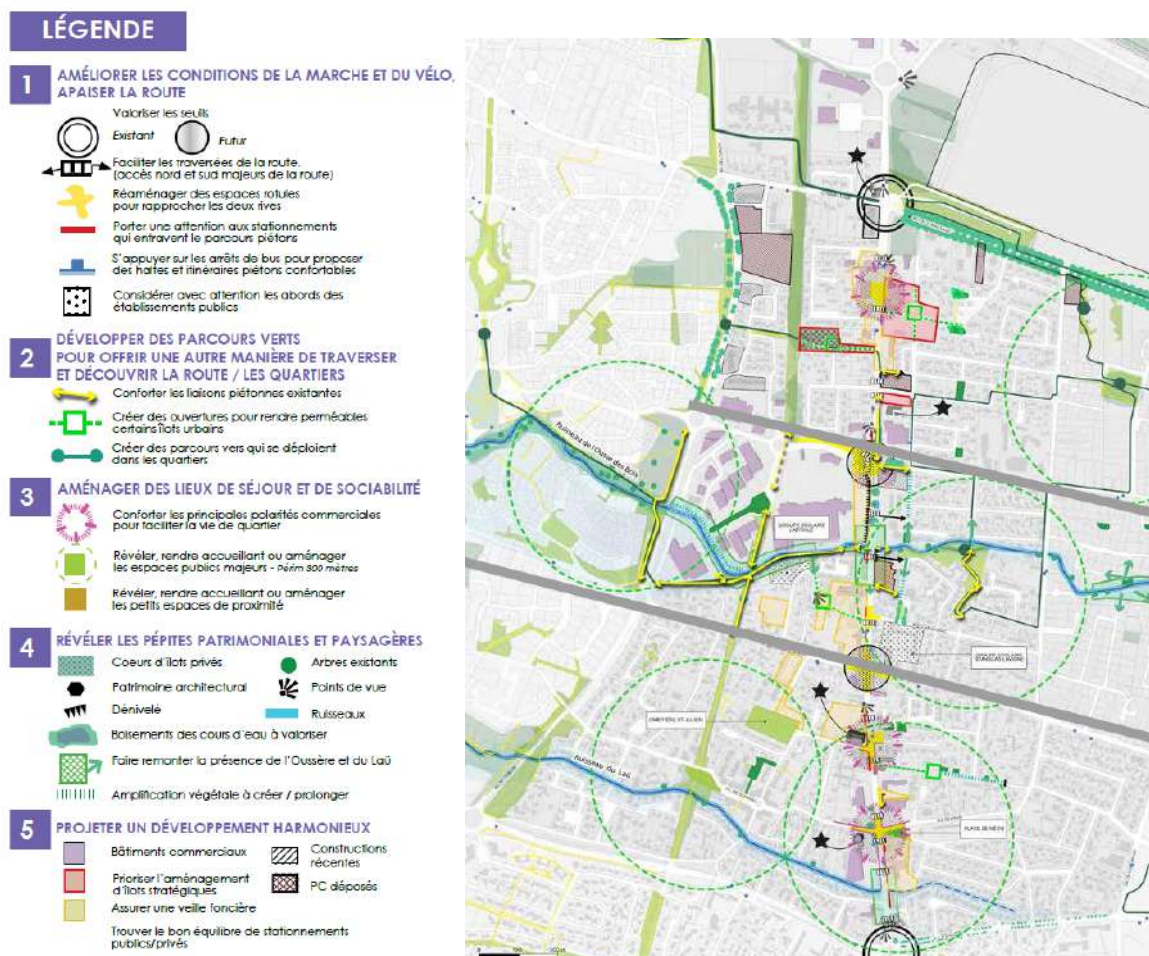 LÉGENDE
1
AMÉLIORER LES CONDITIONS DE LA MARCHE ET DU VÉLO,
APAISER LA ROUTE
Valoriser les seuils
Existant
Futur
Faciliter les traversées de la route.
(accès nord et sud majeurs de la route)
Réaménager des espaces rotules
pour rapprocher les deux rives
Porter une attention aux stationnements
qui entravent le parcours piétons
S'appuyer sur les arrêts de bus pour proposer
des haltes et itinéraires piétons confortables
Considérer avec attention les abords des
établissements publics
2
DÉVELOPPER DES PARCOURS VERTS
POUR OFFRIR UNE AUTRE MANIÈRE DE TRAVERSER
ET DÉCOUVRIR LA ROUTE / LES QUARTIERS
Conforter les liaisons piétonnes existantes
Créer des ouvertures pour rendre perméables
certains îlots urbains
Créer des parcours vers qui se déploient
dans les quartiers
3
AMÉNAGER DES LIEUX DE SÉJOUR ET DE SOCIABILITÉ
Conforter les principales polarités commerciales
pour faciliter la vie de quartier
Révéler, rendre accueillant ou aménager
les espaces publics majeurs - Périm 300 mètres
Révéler, rendre accueillant ou aménager
les petits espaces de proximité
4
RÉVÉLER LES PÉPITES PATRIMONIALES ET PAYSAGÈRES
Coeurs d'îlots privés
Arbres existants
Patrimoine architectural
Points de vue
Dénivelé
Ruisseaux
Boisements des cours d'eau à valoriser
Faire remonter la présence de l'Oussère et du Laü
Amplification végétale à créer / prolonger
5
PROJETER UN DÉVELOPPEMENT HARMONIEUX
Bâtiments commerciaux
Constructions
récentes
Prioriser l'aménagement
d'îlots stratégiques
PC déposés
Assurer une veille foncière
Trouver le bon équilibre de stationnements
publics/privés
Ruisseau de l'Ousse des Bois
GROUPE SCOLAIRE
Ruisseau du Laü